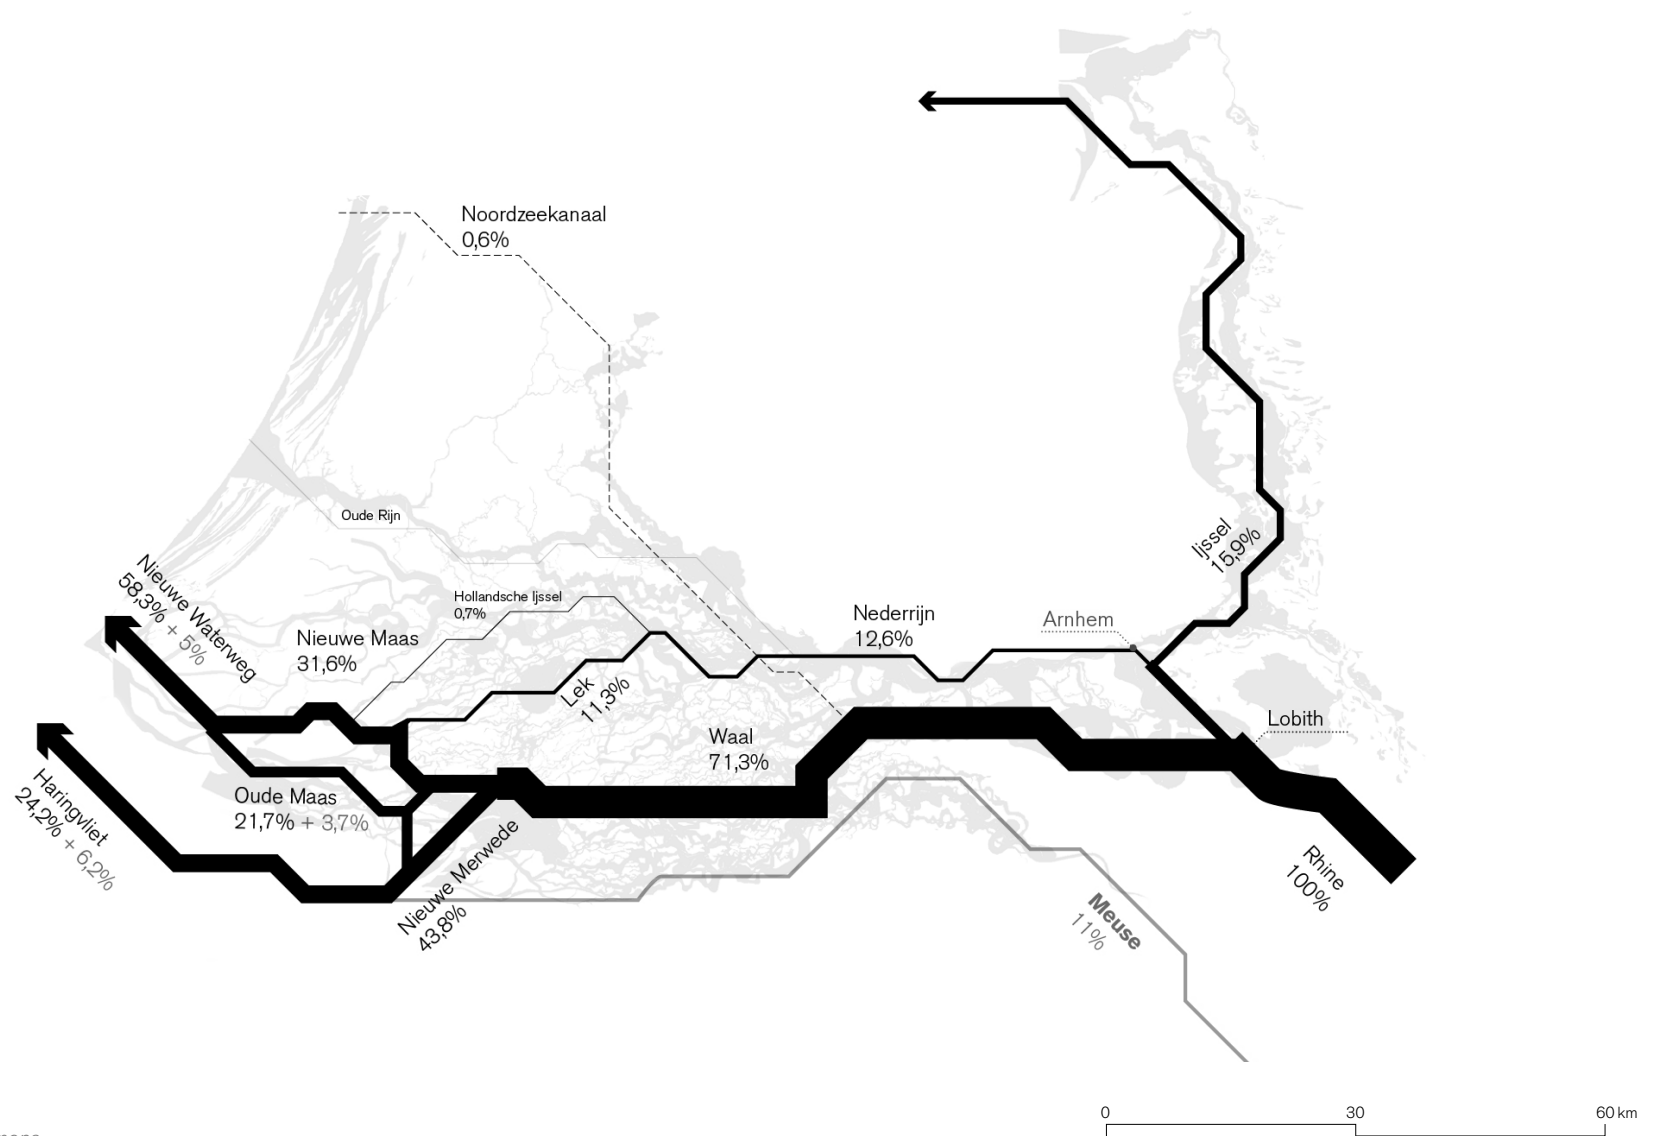 Noordzeekanaal
0,6%
Oude Rijn
Ijssel
15,9%
Nieuwe Waterweg
58,3% + 5%
Hollandsche Ijssel
0,7%
Nieuwe Maas
31,6%
Nederrijn
12,6%
Arnhem
Lek
11,3%
Lobith
Waal
71,3%
Haringvliet
24,2% + 6,2%
Oude Maas
21,7% + 3,7%
Nieuwe Merwede
43,8%
Rhine
100%
Meuse
11%
0 30 60 km